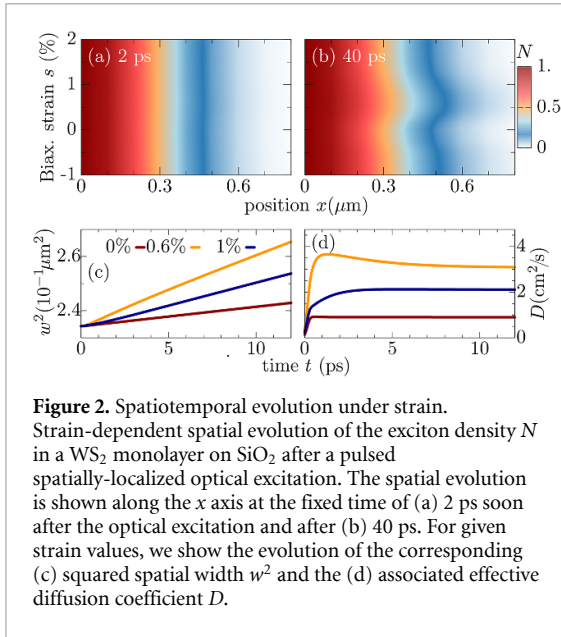 Biax. strain s (%)
2
1
0
-1
(a) 2 ps
(b) 40 ps
N
1.
0.5
0
0 0.3 0.6 0 0.3 0.6
position x(μm)
w² (10⁻¹μm²)
2.6
2.4
0% 0.6% 1%
(c)
(d)
4
2
0
D(cm²/s)
0 5 10 0 5 10
time t (ps)
Figure 2. Spatiotemporal evolution under strain.
Strain-dependent spatial evolution of the exciton density N
in a WS₂ monolayer on SiO₂ after a pulsed
spatially-localized optical excitation. The spatial evolution
is shown along the x axis at the fixed time of (a) 2 ps soon
after the optical excitation and after (b) 40 ps. For given
strain values, we show the evolution of the corresponding
(c) squared spatial width w² and the (d) associated effective
diffusion coefficient D.